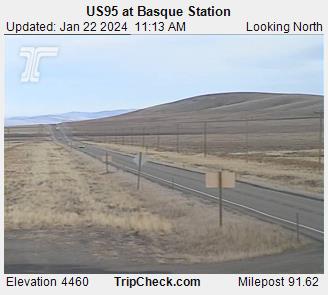 US95 at Basque Station
Updated: Jan 22 2024 11:13 AM Looking North
Elevation 4460 TripCheck.com Milepost 91.62